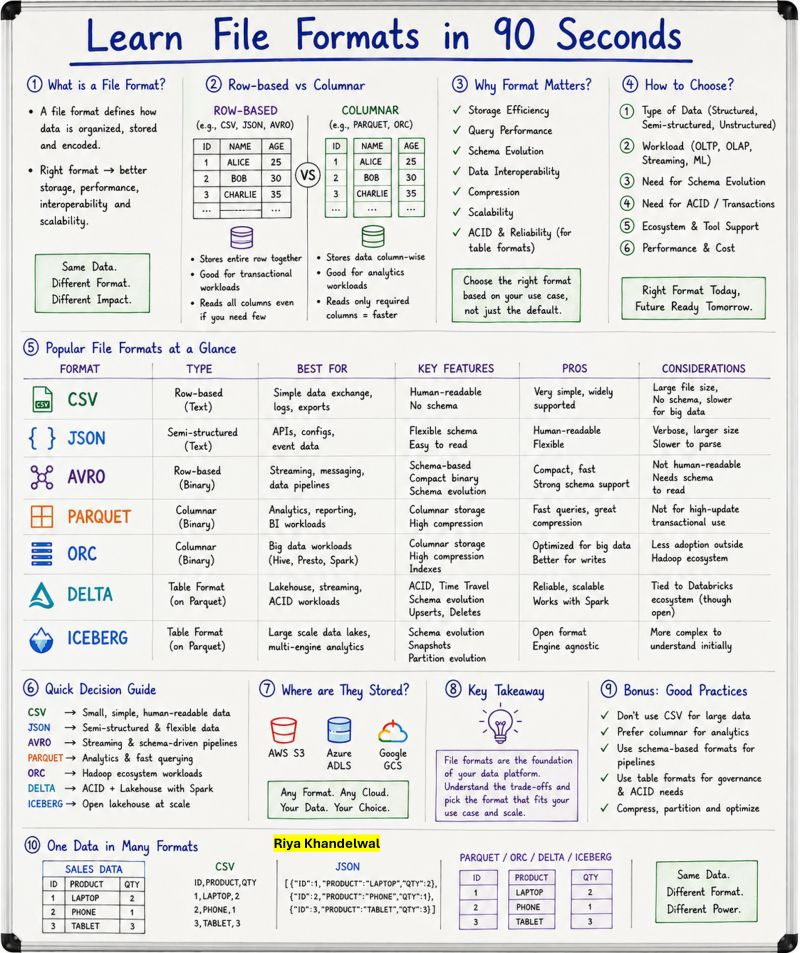 Learn File Formats in 90 Seconds
① What is a File Format?
• A file format defines how
data is organized, stored
and encoded.
• Right format → better
storage, performance,
interoperability and
scalability.
Same Data.
Different Format.
Different Impact.
② Row-based vs Columnar
ROW-BASED
(e.g., CSV, JSON, AVRO)
ID NAME AGE
1 ALICE 25
2 BOB 30
3 CHARLIE 35
... ...
• Stores entire row together
• Good for transactional
workloads
• Reads all columns even
if you need few
VS
COLUMNAR
(e.g., PARQUET, ORC)
ID NAME AGE
1 ALICE 25
2 BOB 30
3 CHARLIE 35
... ... ...
• Stores data column-wise
• Good for analytics
workloads
• Reads only required
columns = faster
③ Why Format Matters?
✓ Storage Efficiency
✓ Query Performance
✓ Schema Evolution
✓ Data Interoperability
✓ Compression
✓ Scalability
✓ ACID & Reliability (for
table formats)
Choose the right format
based on your use case,
not just the default.
④ How to Choose?
① Type of Data (Structured,
Semi-structured, Unstructured)
② Workload (OLTP, OLAP,
Streaming, ML)
③ Need for Schema Evolution
④ Need for ACID / Transactions
⑤ Ecosystem & Tool Support
⑥ Performance & Cost
Right Format Today,
Future Ready Tomorrow.
⑤ Popular File Formats at a Glance
FORMAT TYPE BEST FOR KEY FEATURES PROS CONSIDERATIONS
CSV
CSV
Row-based
(Text)
Simple data exchange,
logs, exports
Human-readable
No schema
Very simple, widely
supported
Large file size,
No schema, slower
for big data
{ } JSON
Semi-structured
(Text)
APIs, configs,
event data
Flexible schema
Easy to read
Human-readable
Flexible
Verbose, larger size
Slower to parse
AVRO
Row-based
(Binary)
Streaming, messaging,
data pipelines
Schema-based
Compact binary
Schema evolution
Compact, fast
Strong schema support
Not human-readable
Needs schema
to read
PARQUET
Columnar
(Binary)
Analytics, reporting,
BI workloads
Columnar storage
High compression
Fast queries, great
compression
Not for high-update
transactional use
ORC
Columnar
(Binary)
Big data workloads
(Hive, Presto, Spark)
Columnar storage
High compression
Indexes
Optimized for big data
Better for writes
Less adoption outside
Hadoop ecosystem
DELTA
Table Format
(on Parquet)
Lakehouse, streaming,
ACID workloads
ACID, Time Travel
Schema evolution
Upserts, Deletes
Reliable, scalable
Works with Spark
Tied to Databricks
ecosystem (though
open)
ICEBERG
Table Format
(on Parquet)
Large scale data lakes,
multi-engine analytics
Schema evolution
Snapshots
Partition evolution
Open format
Engine agnostic
More complex to
understand initially
⑥ Quick Decision Guide
CSV → Small, simple, human-readable data
JSON → Semi-structured & flexible data
AVRO → Streaming & schema-driven pipelines
PARQUET → Analytics & fast querying
ORC → Hadoop ecosystem workloads
DELTA → ACID + Lakehouse with Spark
ICEBERG → Open lakehouse at scale
⑦ Where are They Stored?
AWS S3
Azure
ADLS
Google
GCS
Any Format. Any Cloud.
Your Data. Your Choice.
⑧ Key Takeaway
File formats are the foundation
of your data platform.
Understand the trade-offs and
pick the format that fits your
use case and scale.
⑨ Bonus: Good Practices
✓ Don't use CSV for large data
✓ Prefer columnar for analytics
✓ Use schema-based formats for
pipelines
✓ Use table formats for governance
& ACID needs
✓ Compress, partition and optimize
⑩ One Data in Many Formats
Riya Khandelwal
SALES DATA
ID PRODUCT QTY
1 LAPTOP 2
2 PHONE 1
3 TABLET 3
CSV
ID,PRODUCT,QTY
1,LAPTOP,2
2,PHONE,1
3,TABLET,3
JSON
[{"ID":1,"PRODUCT":"LAPTOP","QTY":2},
{"ID":2,"PRODUCT":"PHONE","QTY":1},
{"ID":3,"PRODUCT":"TABLET","QTY":3}]
PARQUET / ORC / DELTA / ICEBERG
ID PRODUCT QTY
1 LAPTOP 2
2 PHONE 1
3 TABLET 3
Same Data.
Different Format.
Different Power.